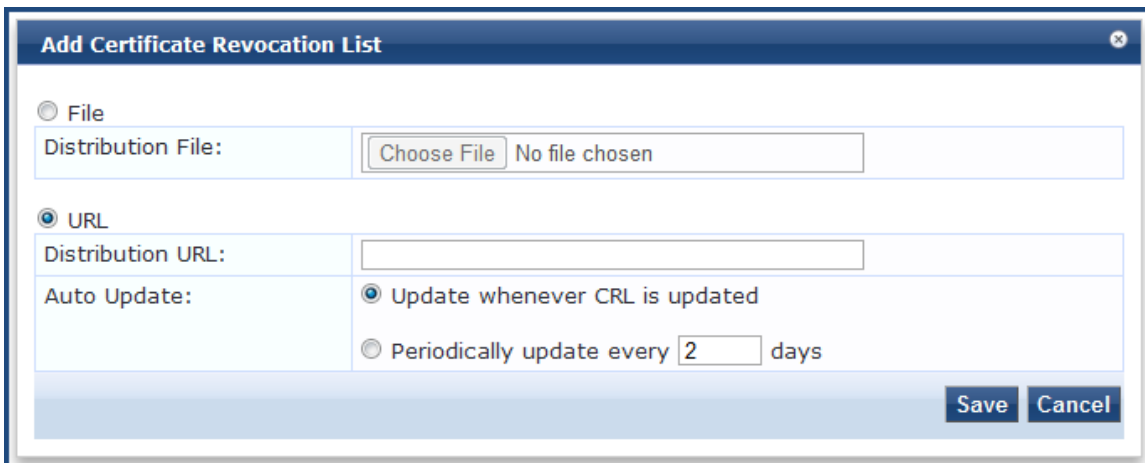 Add Certificate Revocation List
File
Distribution File: Choose File No file chosen
URL
Distribution URL:
Auto Update: Update whenever CRL is updated
Periodically update every 2 days
Save Cancel